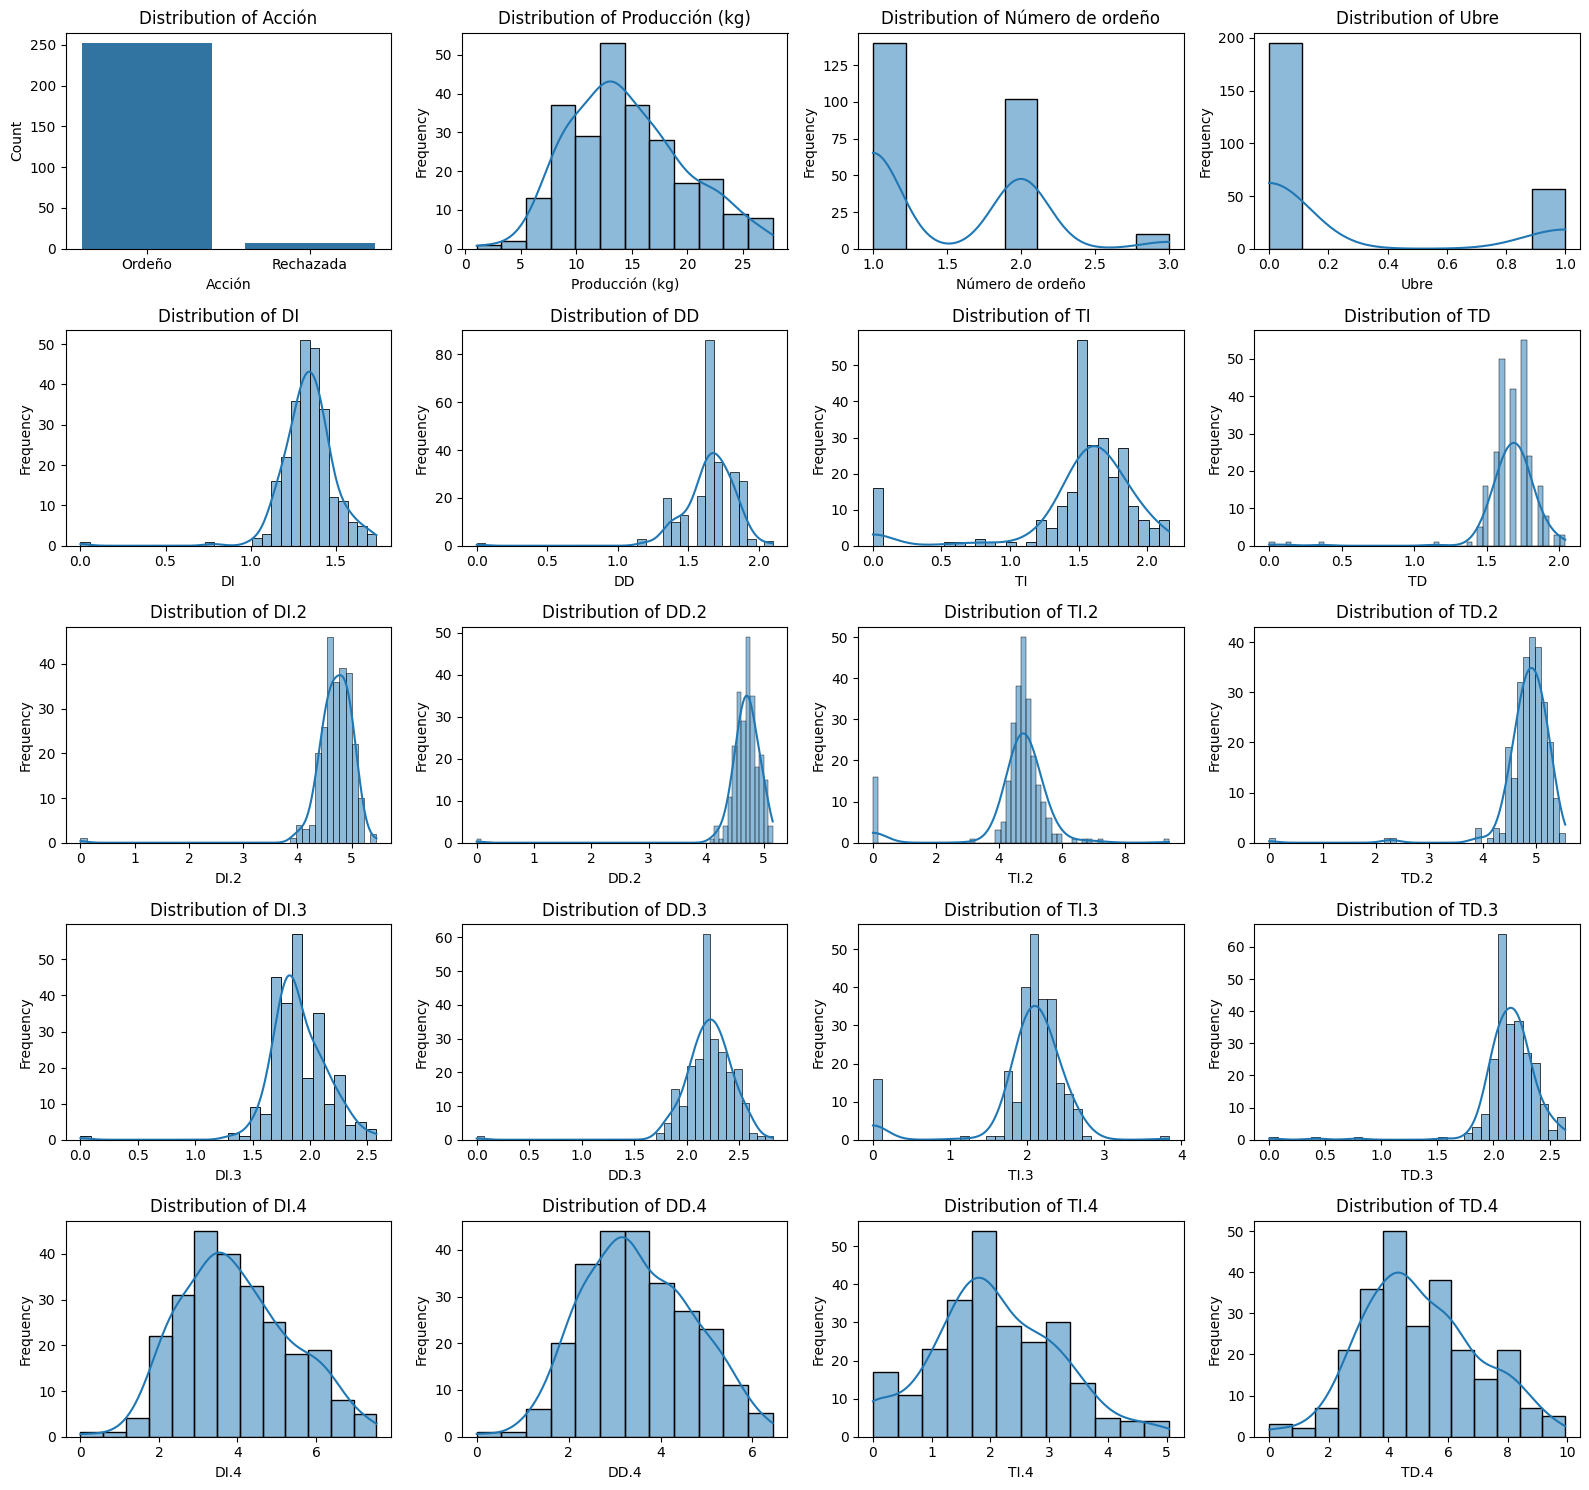 Distribution of Acción
Count
250
200
150
100
50
0
Ordeño Rechazada
Acción
Distribution of Producción (kg)
Frequency
50
40
30
20
10
0
0 5 10 15 20 25
Producción (kg)
Distribution of Número de ordeño
Frequency
125
100
75
50
25
0
1.0 1.5 2.0 2.5 3.0
Número de ordeño
Distribution of Ubre
Frequency
200
150
100
50
0
0.0 0.2 0.4 0.6 0.8 1.0
Ubre
Distribution of DI
Frequency
50
40
30
20
10
0
0.0 0.5 1.0 1.5
DI
Distribution of DD
Frequency
80
60
40
20
0
0.0 0.5 1.0 1.5 2.0
DD
Distribution of TI
Frequency
50
40
30
20
10
0
0.0 0.5 1.0 1.5 2.0
TI
Distribution of TD
Frequency
50
40
30
20
10
0
0.0 0.5 1.0 1.5 2.0
TD
Distribution of DI.2
Frequency
40
30
20
10
0
0 1 2 3 4 5
DI.2
Distribution of DD.2
Frequency
50
40
30
20
10
0
0 1 2 3 4 5
DD.2
Distribution of TI.2
Frequency
50
40
30
20
10
0
0 2 4 6 8
TI.2
Distribution of TD.2
Frequency
40
30
20
10
0
0 1 2 3 4 5
TD.2
Distribution of DI.3
Frequency
50
40
30
20
10
0
0.0 0.5 1.0 1.5 2.0 2.5
DI.3
Distribution of DD.3
Frequency
60
50
40
30
20
10
0
0.0 0.5 1.0 1.5 2.0 2.5
DD.3
Distribution of TI.3
Frequency
50
40
30
20
10
0
0 1 2 3 4
TI.3
Distribution of TD.3
Frequency
60
50
40
30
20
10
0
0.0 0.5 1.0 1.5 2.0 2.5
TD.3
Distribution of DI.4
Frequency
40
30
20
10
0
0 2 4 6
DI.4
Distribution of DD.4
Frequency
40
30
20
10
0
0 2 4 6
DD.4
Distribution of TI.4
Frequency
50
40
30
20
10
0
0 1 2 3 4 5
TI.4
Distribution of TD.4
Frequency
50
40
30
20
10
0
0 2 4 6 8 10
TD.4